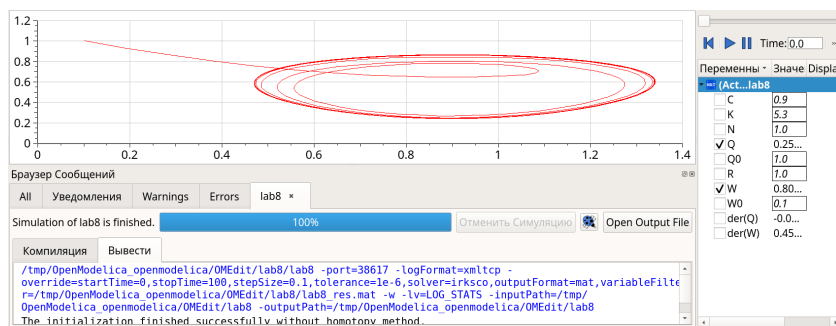 1.2
1
0.8
0.6
0.4
0.2
0
0 0.2 0.4 0.6 0.8 1 1.2 1.4
Браузер Сообщений
All Уведомления Warnings Errors lab8
Simulation of lab8 is finished. 100% Отменить Симуляцию Open Output File
Компиляция Вывести
/tmp/OpenModelica_openmodelica/OMEdit/lab8/lab8 -port=38617 -logFormat=xmltcp -
override=startTime=0,stopTime=100,stepSize=0.1,tolerance=1e-6,solver=irksco,outputFormat=mat,variableFilte
r=/tmp/OpenModelica_openmodelica/OMEdit/lab8/lab8_res.mat -w -lv=LOG_STATS -inputPath=/tmp/
OpenModelica_openmodelica/OMEdit/lab8 -outputPath=/tmp/OpenModelica_openmodelica/OMEdit/lab8
The initialization finished successfully without homotopy method.
Time: 0.0 »
Переменны Значе Displa
(Act...lab8
C 0.9
K 5.3
N 1.0
Q 0.25...
Q0 1.0
R 1.0
W 0.80...
W0 0.1
der(Q) -0.0...
der(W) 0.45...